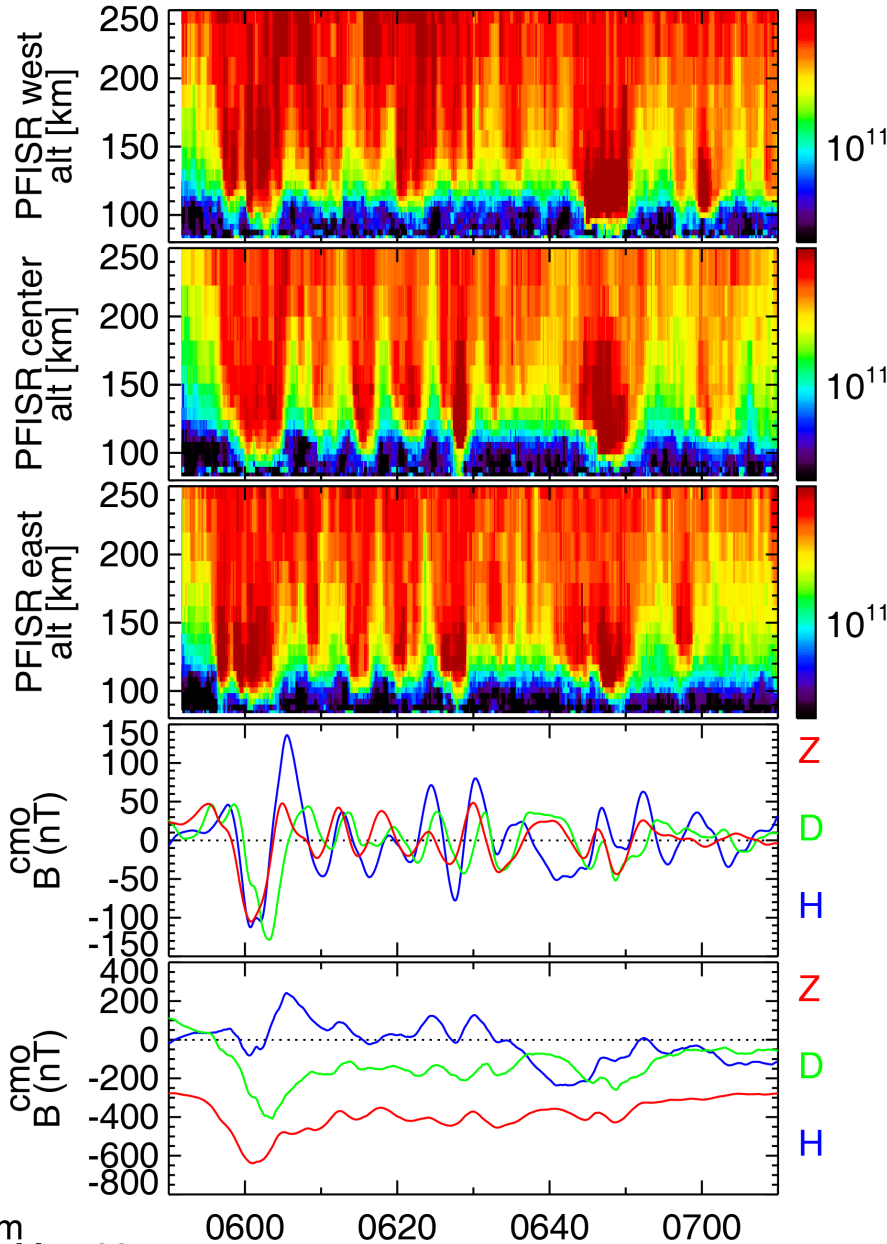 PFISR west
alt [km]
250
200
150
100
10¹¹
PFISR center
alt [km]
250
200
150
100
10¹¹
PFISR east
alt [km]
250
200
150
100
10¹¹
cmo
B (nT)
150
100
50
0
-50
-100
-150
Z
D
H
cmo
B (nT)
400
200
0
-200
-400
-600
-800
Z
D
H
0600 0620 0640 0700
m